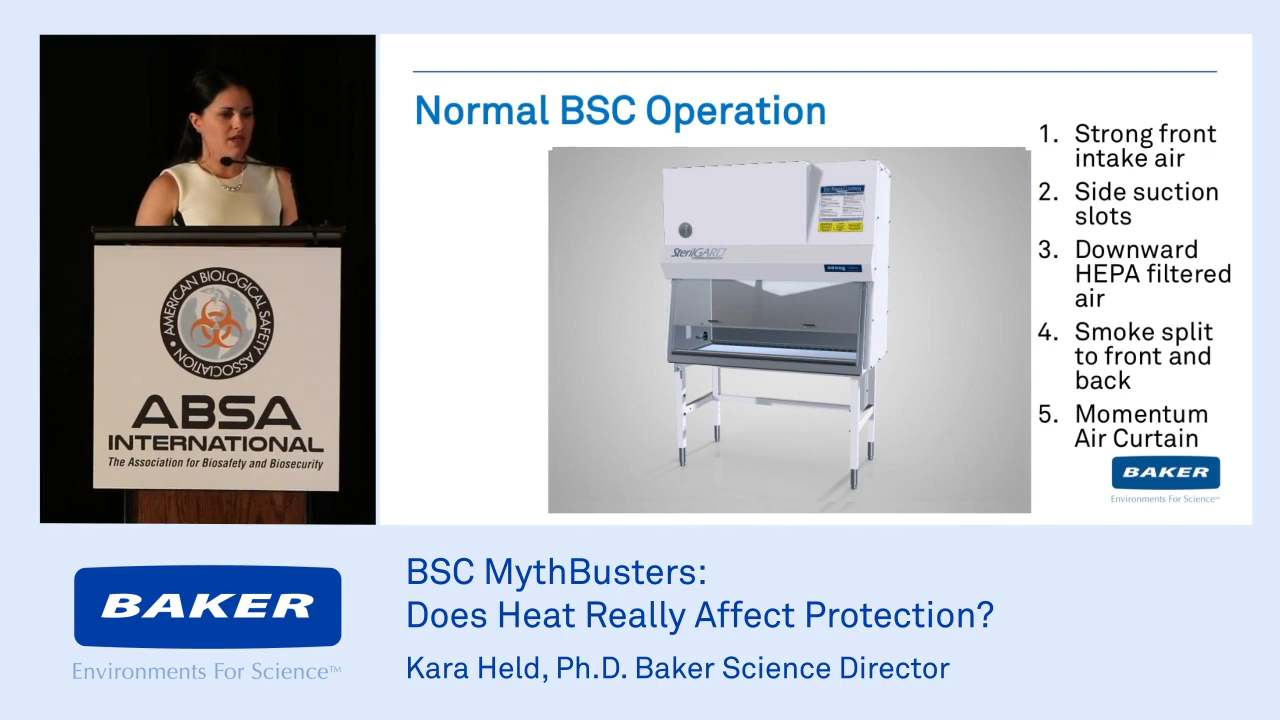 Normal BSC Operation
1. Strong front
intake air
2. Side suction
slots
3. Downward
HEPA filtered
air
4. Smoke split
to front and
back
5. Momentum
Air Curtain
SterilGARD
BAKER
Environments For Science™
AMERICAN BIOLOGICAL SAFETY ASSOCIATION •
ABSA
INTERNATIONAL
The Association for Biosafety and Biosecurity
BAKER
Environments For Science™
BSC MythBusters:
Does Heat Really Affect Protection?
Kara Held, Ph.D. Baker Science Director